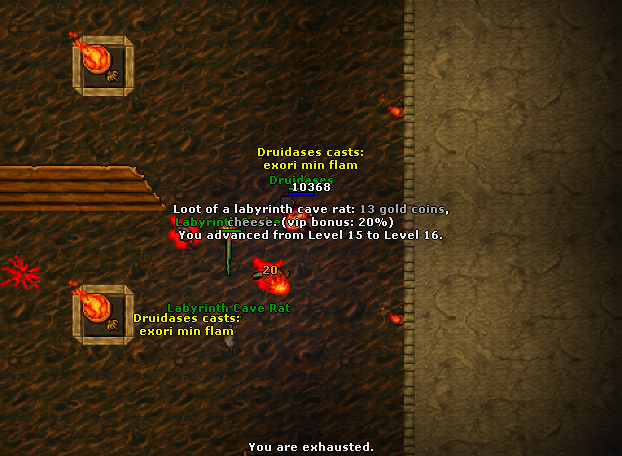 Druidases casts:
exori min flam
Druidases
10368
Loot of a labyrinth cave rat: 13 gold coins,
cheese. (vip bonus: 20%)
You advanced from Level 15 to Level 16.
20
Labyrinth Cave Rat
Druidases casts:
exori min flam
You are exhausted.